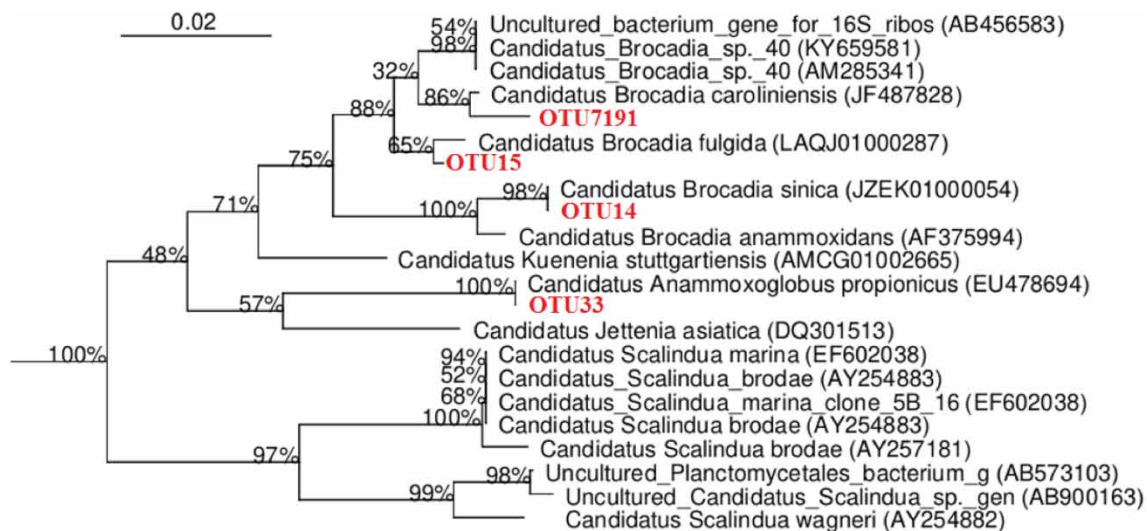 0.02
54%
Uncultured_bacterium_gene_for_16S_ribos (AB456583)
98%
Candidatus_Brocadia_sp._40 (KY659581)
Candidatus_Brocadia_sp._40 (AM285341)
32%
86%
Candidatus Brocadia caroliniensis (JF487828)
88%
OTU7191
65%
Candidatus Brocadia fulgida (LAQJ01000287)
75%
OTU15
98%
Candidatus Brocadia sinica (JZEK01000054)
71%
100%
OTU14
Candidatus Brocadia anammoxidans (AF375994)
48%
Candidatus Kuenenia stuttgartiensis (AMCG01002665)
100%
Candidatus Anammoxoglobus propionicus (EU478694)
57%
OTU33
Candidatus Jettenia asiatica (DQ301513)
100%
94%
Candidatus Scalindua marina (EF602038)
52%
Candidatus_Scalindua_brodae (AY254883)
68%
Candidatus_Scalindua_marina_clone_5B_16 (EF602038)
100%
Candidatus Scalindua brodae (AY254883)
97%
Candidatus Scalindua brodae (AY257181)
98%
Uncultured_Planctomycetales_bacterium_g (AB573103)
99%
Uncultured_Candidatus_Scalindua_sp._gen (AB900163)
Candidatus Scalindua wagneri (AY254882)